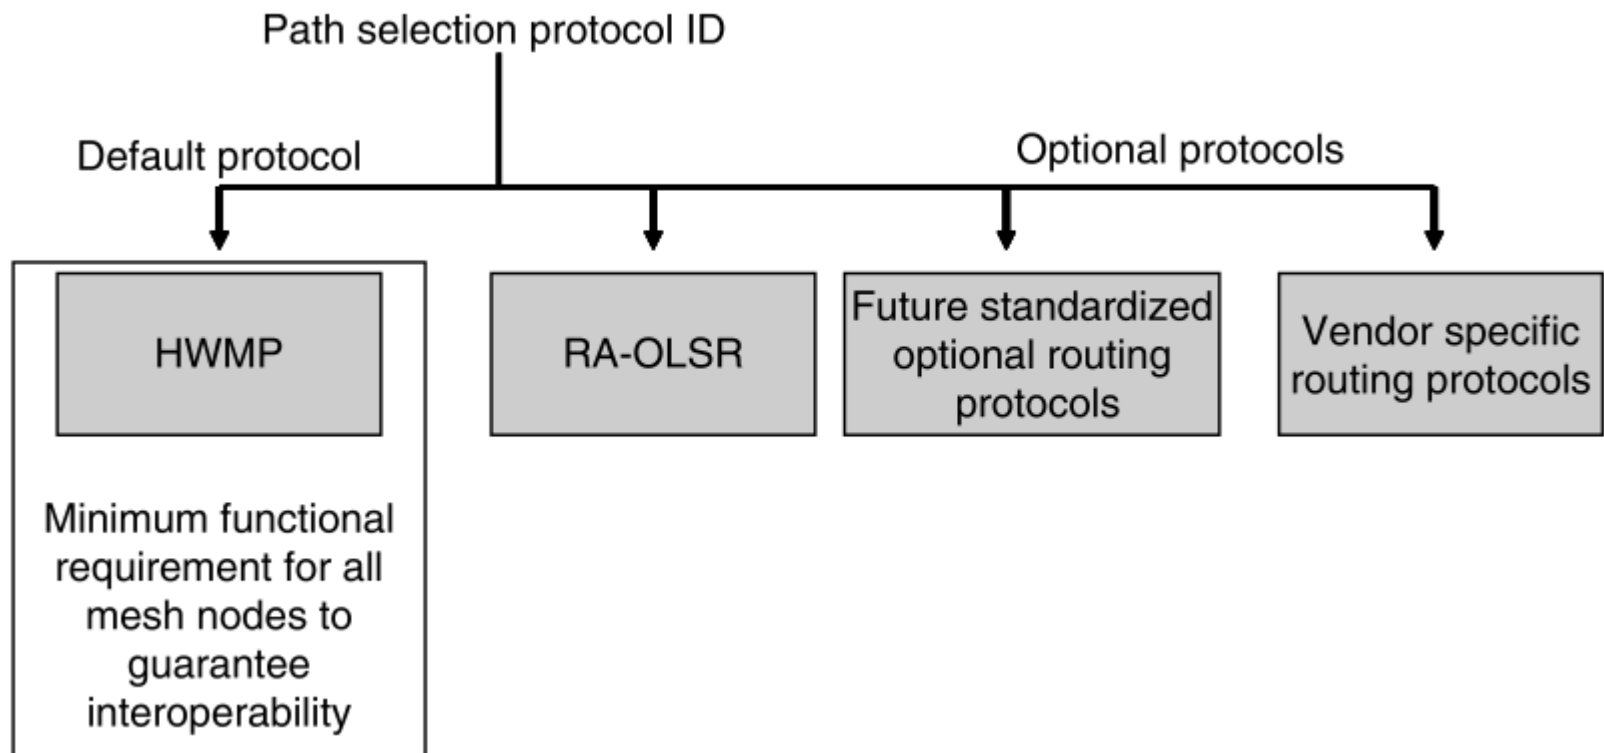 Path selection protocol ID
Default protocol
Optional protocols
HWMP
RA-OLSR
Future standardized
optional routing
protocols
Vendor specific
routing protocols
Minimum functional
requirement for all
mesh nodes to
guarantee
interoperability